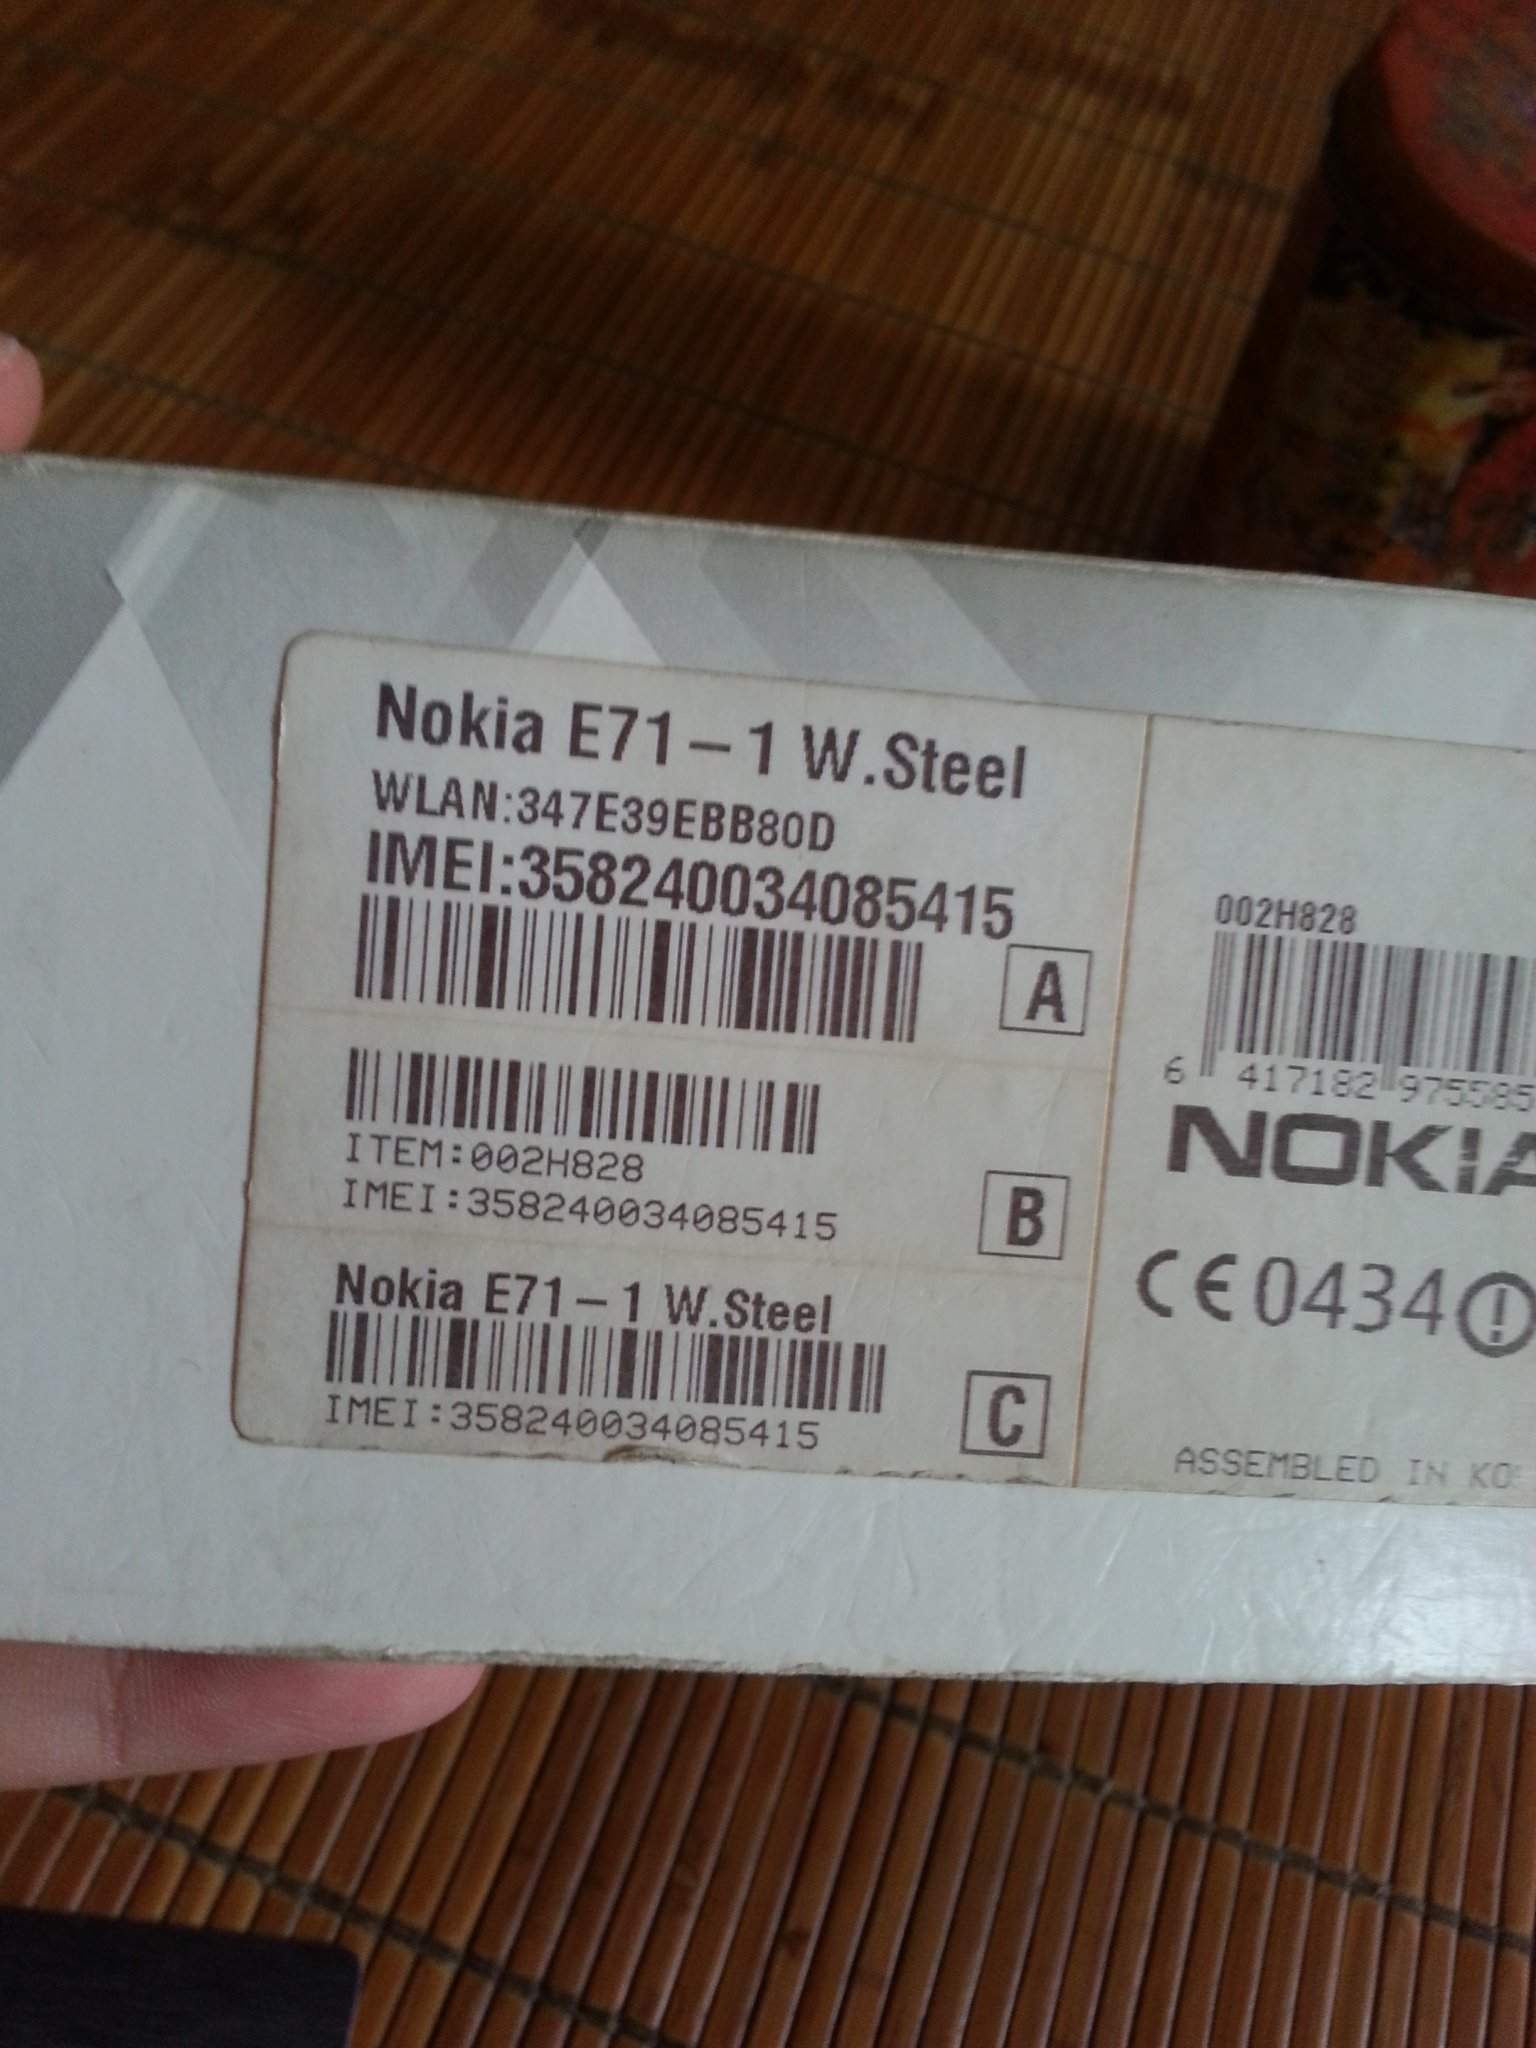 Nokia E71-1 W.Steel
WLAN:347E39EBB80D
IMEI:358240034085415
A
ITEM:002H828
IMEI:358240034085415
B
Nokia E71-1 W.Steel
IMEI:358240034085415
C
002H828
6 417182 975585
NOKIA
CE0434
ASSEMBLED IN